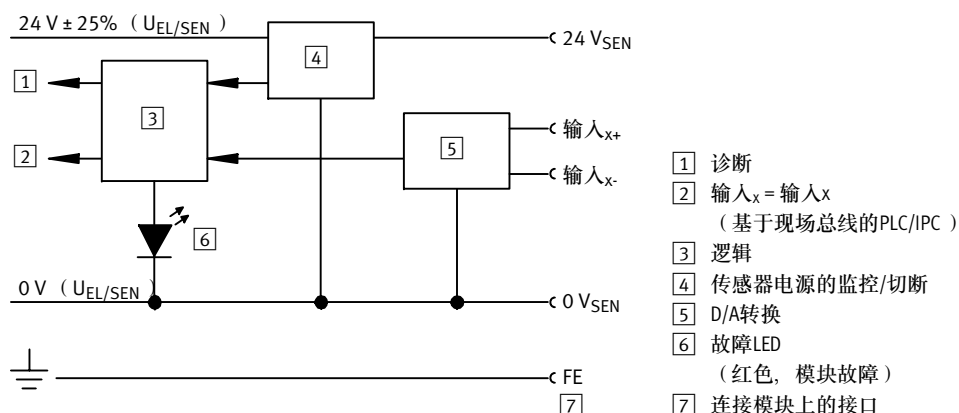 24 V ± 25% （U_EL/SEN ）
24 V_SEN
4
1
3
输入_x+
5
2
输入_x-
6
0 V （U_EL/SEN ）
0 V_SEN
FE
7
1 诊断
2 输入_x = 输入x
（基于现场总线的PLC/IPC ）
3 逻辑
4 传感器电源的监控/切断
5 D/A转换
6 故障LED
（红色，模块故障）
7 连接模块上的接口